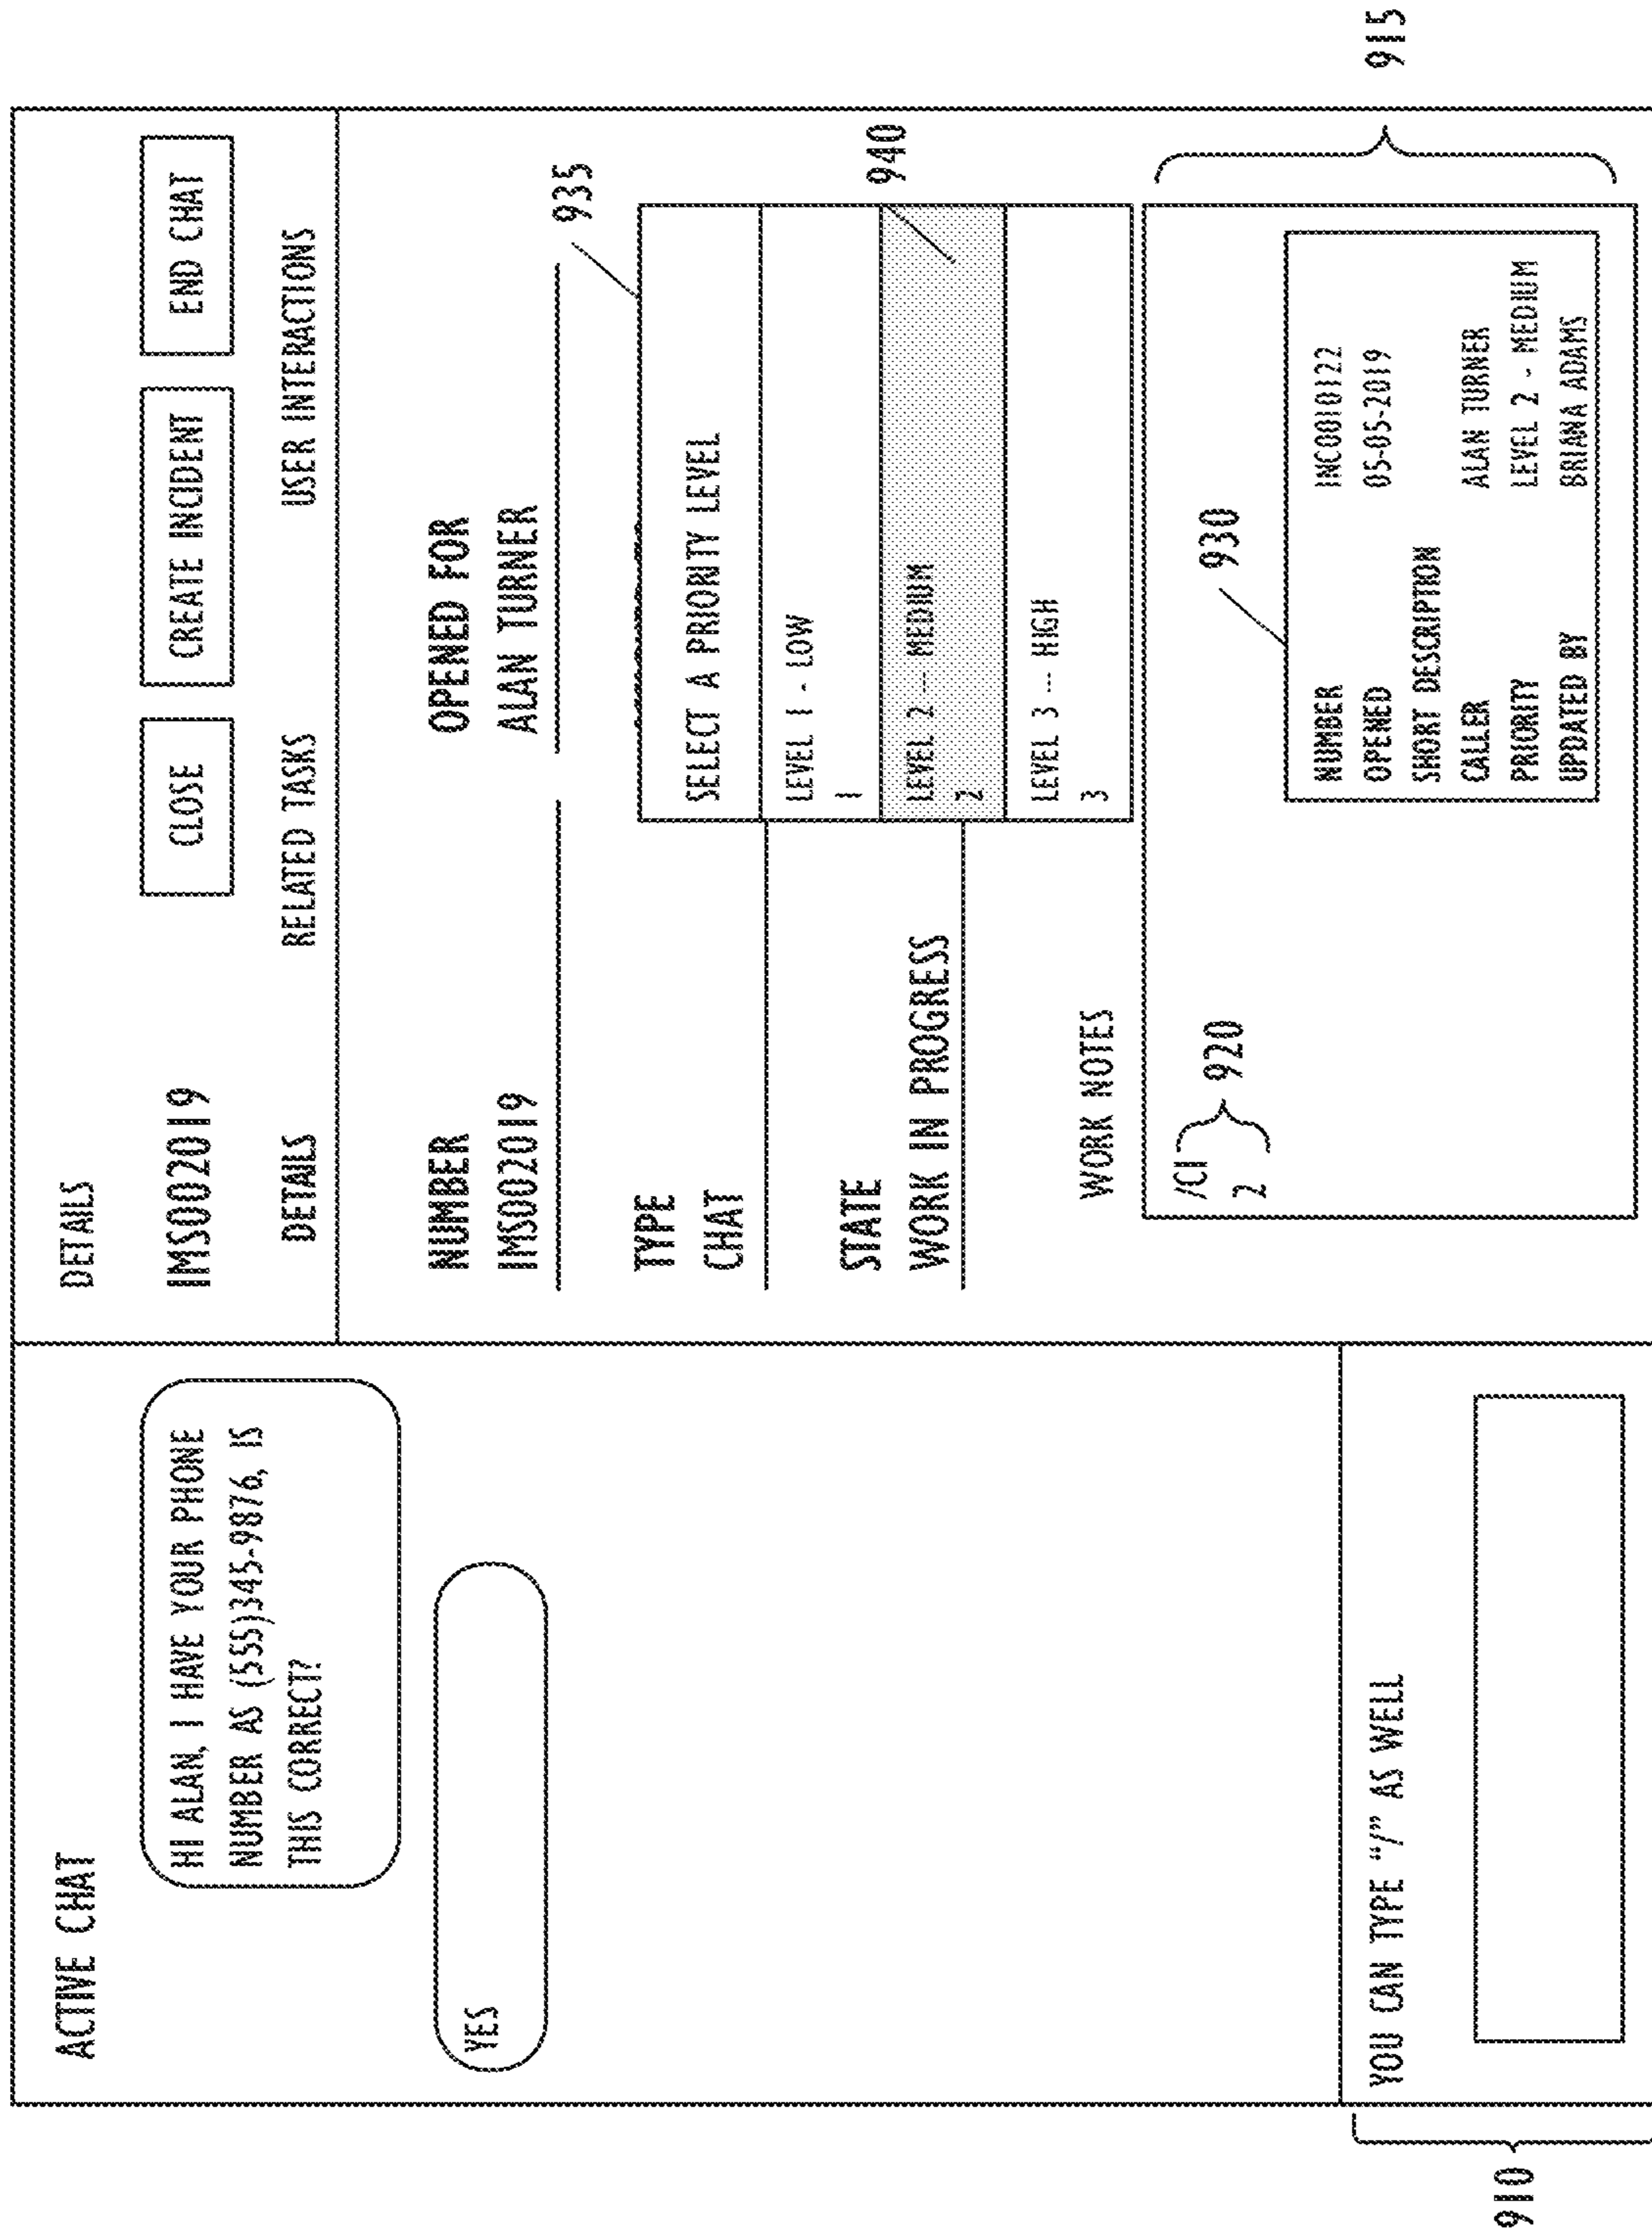 ACTIVE CHAT
HI ALAN, I HAVE YOUR PHONE
NUMBER AS (555)345-9876, IS
THIS CORRECT?
YES
YOU CAN TYPE "/" AS WELL
910
DETAILS
IMS002019
CLOSE
CREATE INCIDENT
END CHAT
DETAILS
RELATED TASKS
USER INTERACTIONS
NUMBER
IMS002019
OPENED FOR
ALAN TURNER
935
TYPE
CHAT
SELECT A PRIORITY LEVEL
LEVEL 1 - LOW
1
940
LEVEL 2 -- MEDIUM
2
LEVEL 3 --- HIGH
3
STATE
WORK IN PROGRESS
WORK NOTES
/CI
2
920
930
NUMBER INC0010122
OPENED 05-05-2019
SHORT DESCRIPTION
CALLER ALAN TURNER
PRIORITY LEVEL 2 - MEDIUM
UPDATED BY BRIANA ADAMS
915